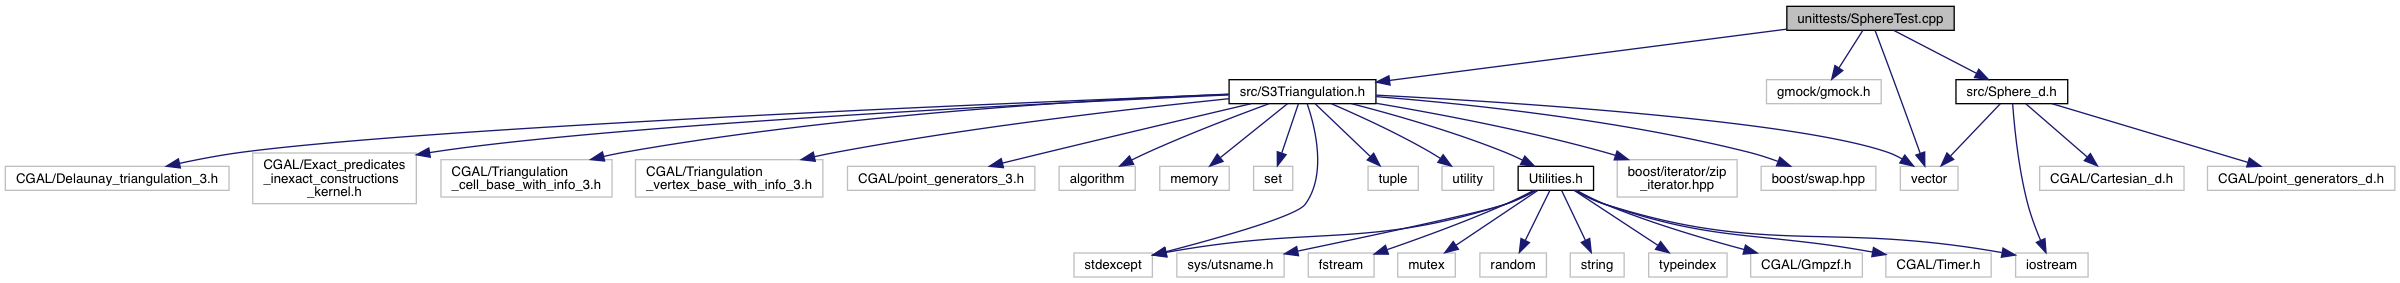 unittests/SphereTest.cpp
src/S3Triangulation.h
gmock/gmock.h
src/Sphere_d.h
CGAL/Delaunay_triangulation_3.h
CGAL/Exact_predicates
_inexact_constructions
_kernel.h
CGAL/Triangulation
_cell_base_with_info_3.h
CGAL/Triangulation
_vertex_base_with_info_3.h
CGAL/point_generators_3.h
algorithm
memory
set
tuple
utility
Utilities.h
boost/iterator/zip
_iterator.hpp
boost/swap.hpp
vector
CGAL/Cartesian_d.h
CGAL/point_generators_d.h
stdexcept
sys/utsname.h
fstream
mutex
random
string
typeindex
CGAL/Gmpzf.h
CGAL/Timer.h
iostream